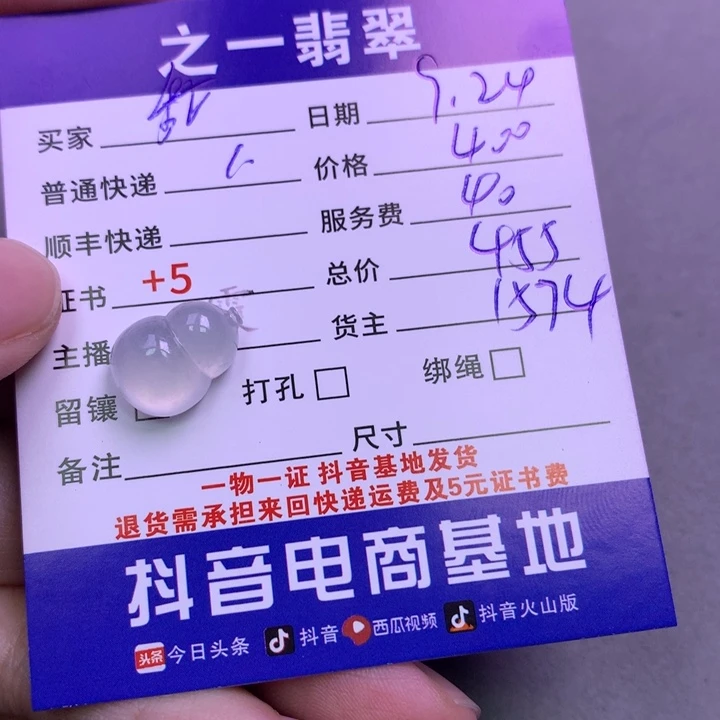 之一翡翠
买家 日期 9.24
普通快递 价格 400
顺丰快递 服务费 40
证书 +5 总价 455
主播 货主 1574
留镶 打孔 绑绳
备注 尺寸
一物一证 抖音基地发货
退货需承担来回快递运费及5元证书费
抖音电商基地
头条 今日头条 抖音 西瓜视频 抖音火山版